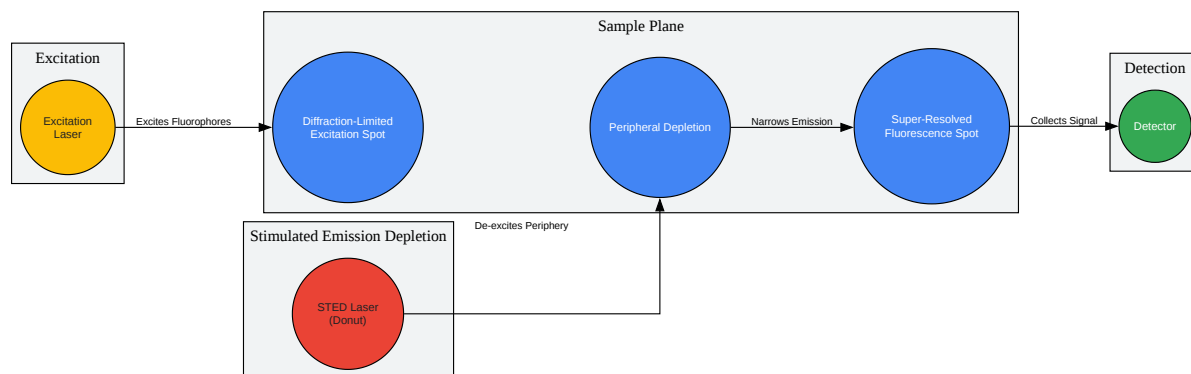 Sample Plane
Excitation
Detection
Excitation
Laser
Excites Fluorophores
Diffraction-Limited
Excitation Spot
Peripheral Depletion
Narrows Emission
Super-Resolved
Fluorescence Spot
Collects Signal
Detector
De-excites Periphery
Stimulated Emission Depletion
STED Laser
(Donut)